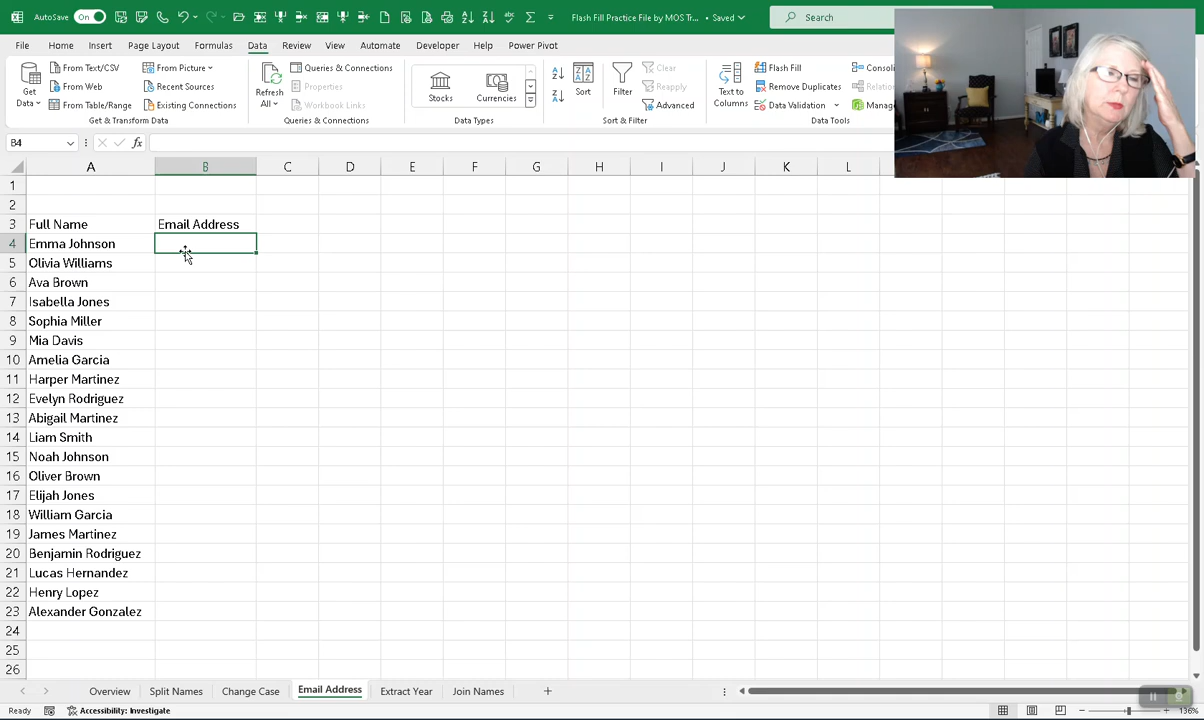 AutoSave On Flash Fill Practice File by MOS Tr... • Saved Search
File Home Insert Page Layout Formulas Data Review View Automate Developer Help Power Pivot
Get Data
From Text/CSV
From Web
From Table/Range
From Picture
Recent Sources
Existing Connections
Get & Transform Data
Refresh All
Queries & Connections
Properties
Workbook Links
Queries & Connections
Stocks
Currencies
Data Types
Sort
Filter
Clear
Reapply
Advanced
Sort & Filter
Text to Columns
Flash Fill
Remove Duplicates
Data Validation
Consoli
Relation
Manag
Data Tools
B4 fx
A B C D E F G H I J K L
1
2
3 Full Name Email Address
4 Emma Johnson
5 Olivia Williams
6 Ava Brown
7 Isabella Jones
8 Sophia Miller
9 Mia Davis
10 Amelia Garcia
11 Harper Martinez
12 Evelyn Rodriguez
13 Abigail Martinez
14 Liam Smith
15 Noah Johnson
16 Oliver Brown
17 Elijah Jones
18 William Garcia
19 James Martinez
20 Benjamin Rodriguez
21 Lucas Hernandez
22 Henry Lopez
23 Alexander Gonzalez
24
25
26
Overview Split Names Change Case Email Address Extract Year Join Names
Ready Accessibility: Investigate 136%